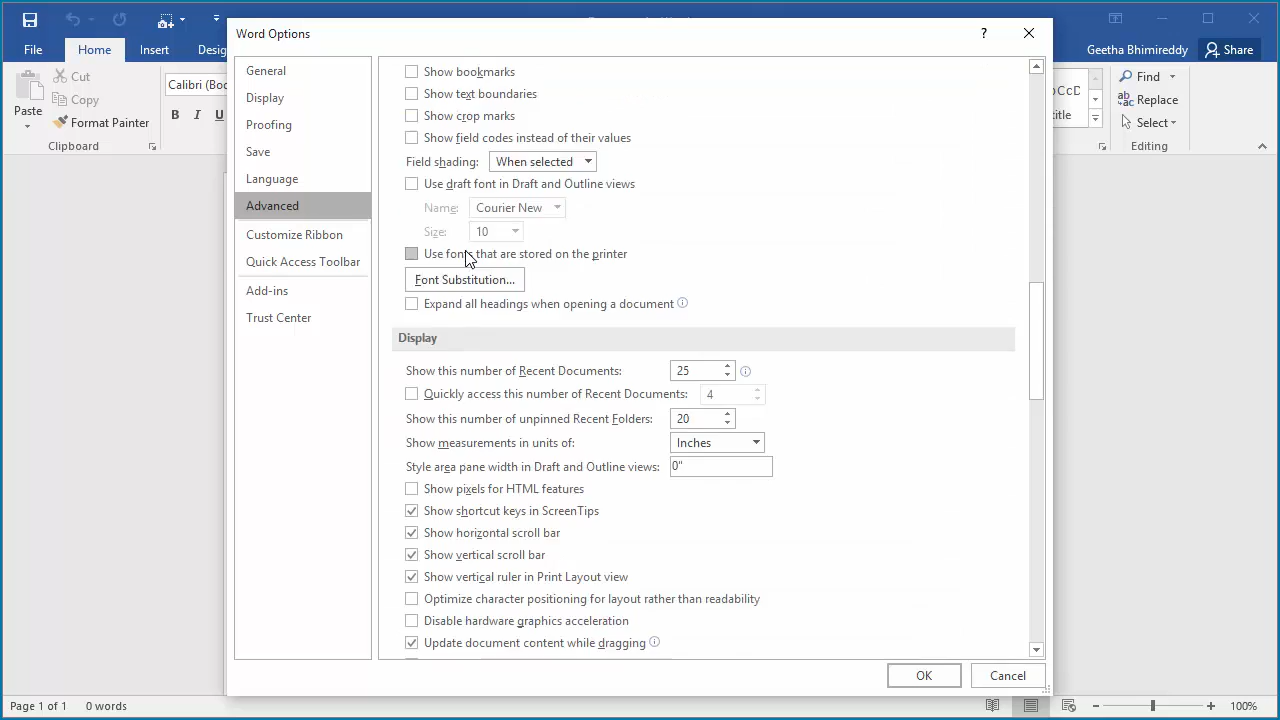 Word Options
?
File
Home
Insert
Geetha Bhimireddy
Share
Cut
Copy
Paste
Format Painter
Clipboard
Calibri (Boc
B
I
U
Find
Replace
Select
Editing
General
Display
Proofing
Save
Language
Advanced
Customize Ribbon
Quick Access Toolbar
Add-ins
Trust Center
Show bookmarks
Show text boundaries
Show crop marks
Show field codes instead of their values
Field shading: When selected
Use draft font in Draft and Outline views
Name: Courier New
Size: 10
Use fonts that are stored on the printer
Font Substitution...
Expand all headings when opening a document
Display
Show this number of Recent Documents: 25
Quickly access this number of Recent Documents: 4
Show this number of unpinned Recent Folders: 20
Show measurements in units of: Inches
Style area pane width in Draft and Outline views: 0"
Show pixels for HTML features
Show shortcut keys in ScreenTips
Show horizontal scroll bar
Show vertical scroll bar
Show vertical ruler in Print Layout view
Optimize character positioning for layout rather than readability
Disable hardware graphics acceleration
Update document content while dragging
OK
Cancel
Page 1 of 1
0 words
100%